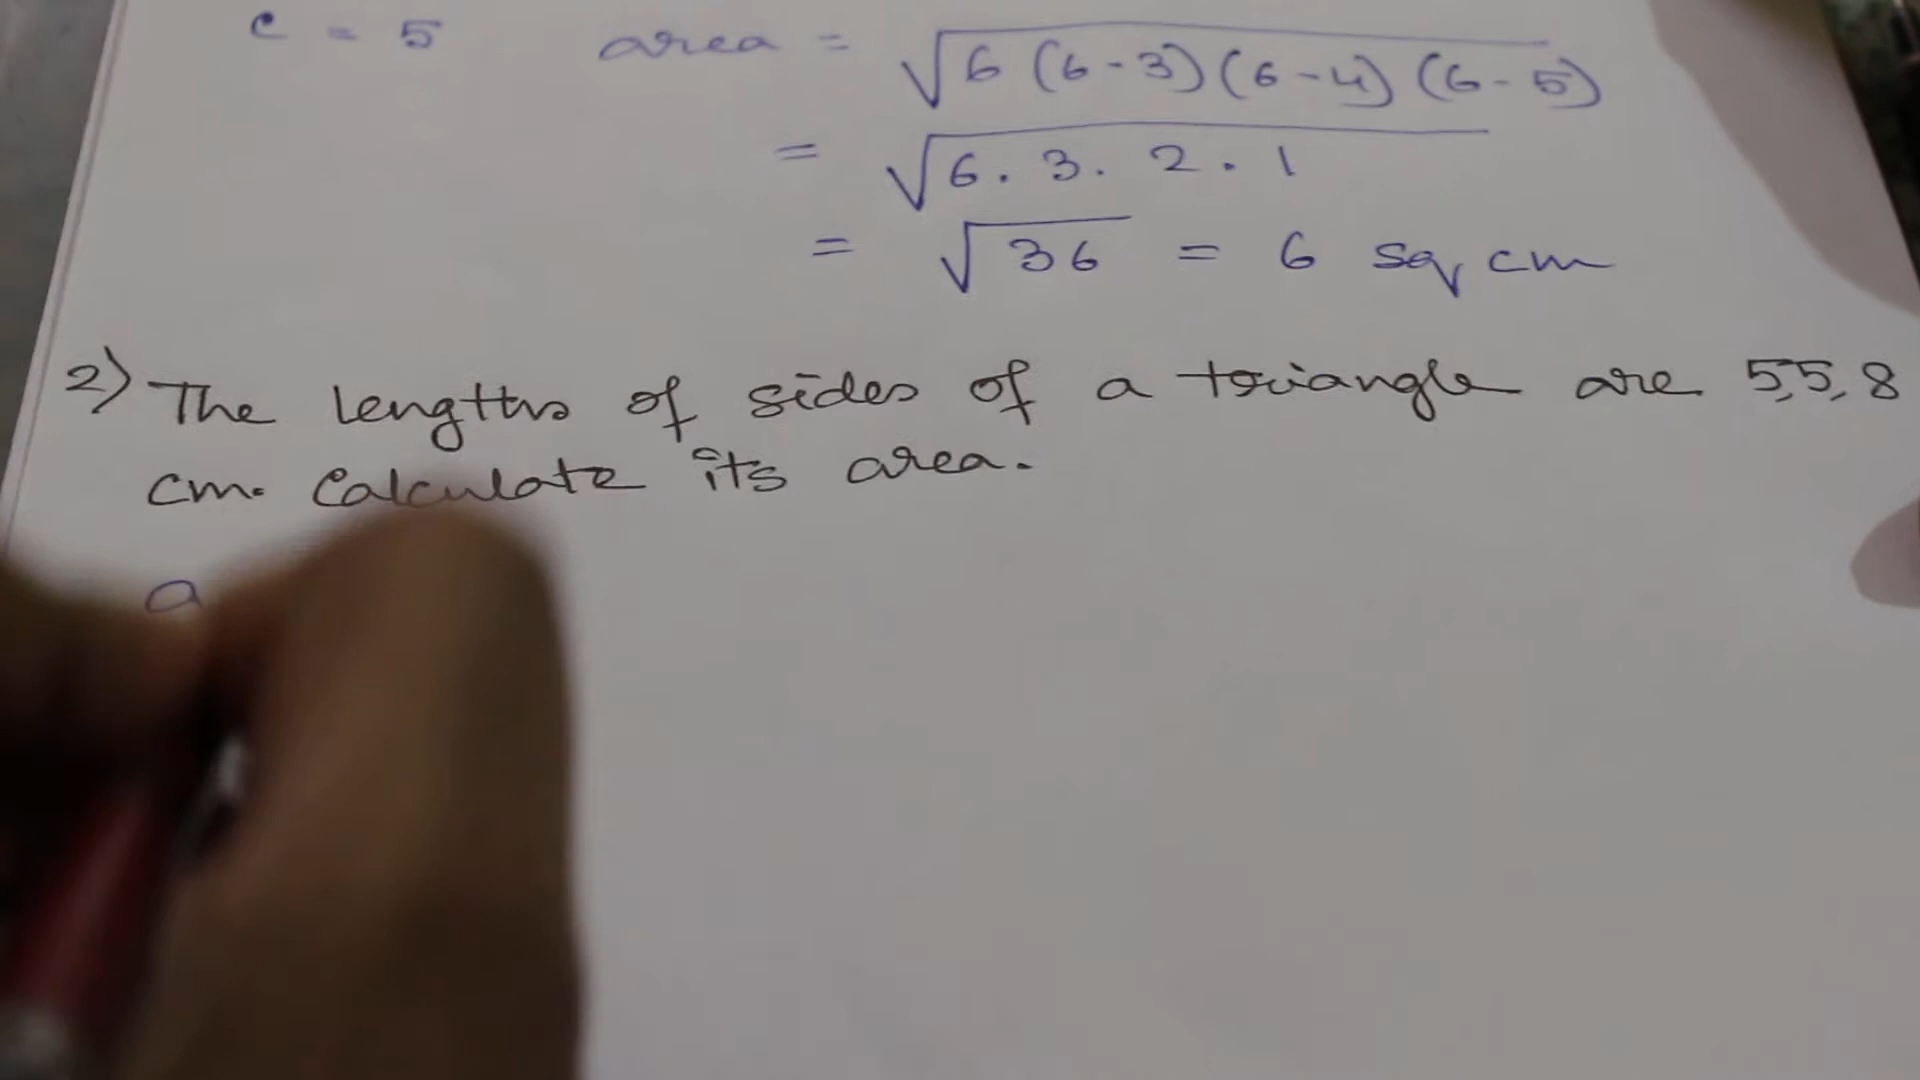 c = 5 area = √6 (6-3) (6-4) (6-5)
= √6 . 3 . 2 . 1
= √36 = 6 sq cm
2) The lengths of sides of a triangle are 5,5,8
cm. Calculate its area.
a